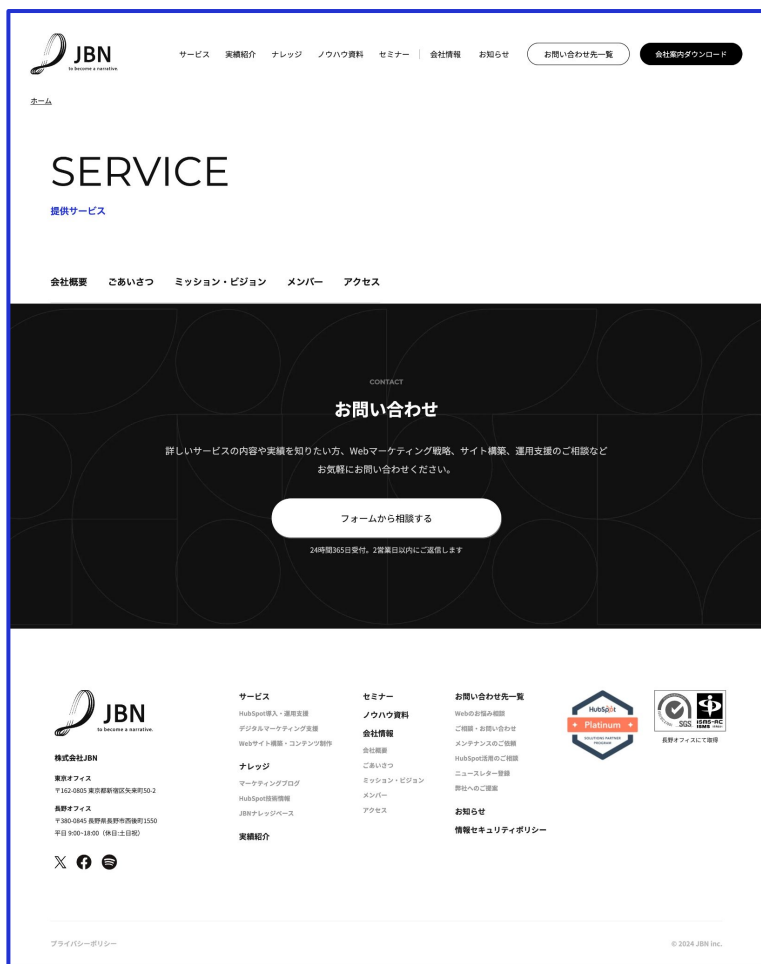 JBN
to become a narrative.
サービス 実績紹介 ナレッジ ノウハウ資料 セミナー 会社情報 お知らせ お問い合わせ先一覧 会社案内ダウンロード
ホーム
SERVICE
提供サービス
会社概要 ごあいさつ ミッション・ビジョン メンバー アクセス
CONTACT
お問い合わせ
詳しいサービスの内容や実績を知りたい方、Webマーケティング戦略、サイト構築、運用支援のご相談など
お気軽にお問い合わせください。
フォームから相談する
24時間365日受付。2営業日以内にご返信します
JBN
to become a narrative.
株式会社JBN
東京オフィス
〒162-0805 東京都新宿区矢来町50-2
長野オフィス
〒380-0845 長野県長野市西後町1550
平日 9:00~18:00（休日:土日祝）
サービス
HubSpot導入・運用支援
デジタルマーケティング支援
Webサイト構築・コンテンツ制作
ナレッジ
マーケティングブログ
HubSpot技術情報
JBNナレッジベース
実績紹介
セミナー
ノウハウ資料
会社情報
会社概要
ごあいさつ
ミッション・ビジョン
メンバー
アクセス
お問い合わせ先一覧
Webのお悩み相談
ご相談・お問い合わせ
メンテナンスのご依頼
HubSpot活用のご相談
ニュースレター登録
弊社へのご提案
お知らせ
情報セキュリティポリシー
HubSpot
Platinum
SOLUTIONS PARTNER
PROGRAM
SGS
ISMS-AC
ISMS
長野オフィスにて取得
プライバシーポリシー
© 2024 JBN inc.